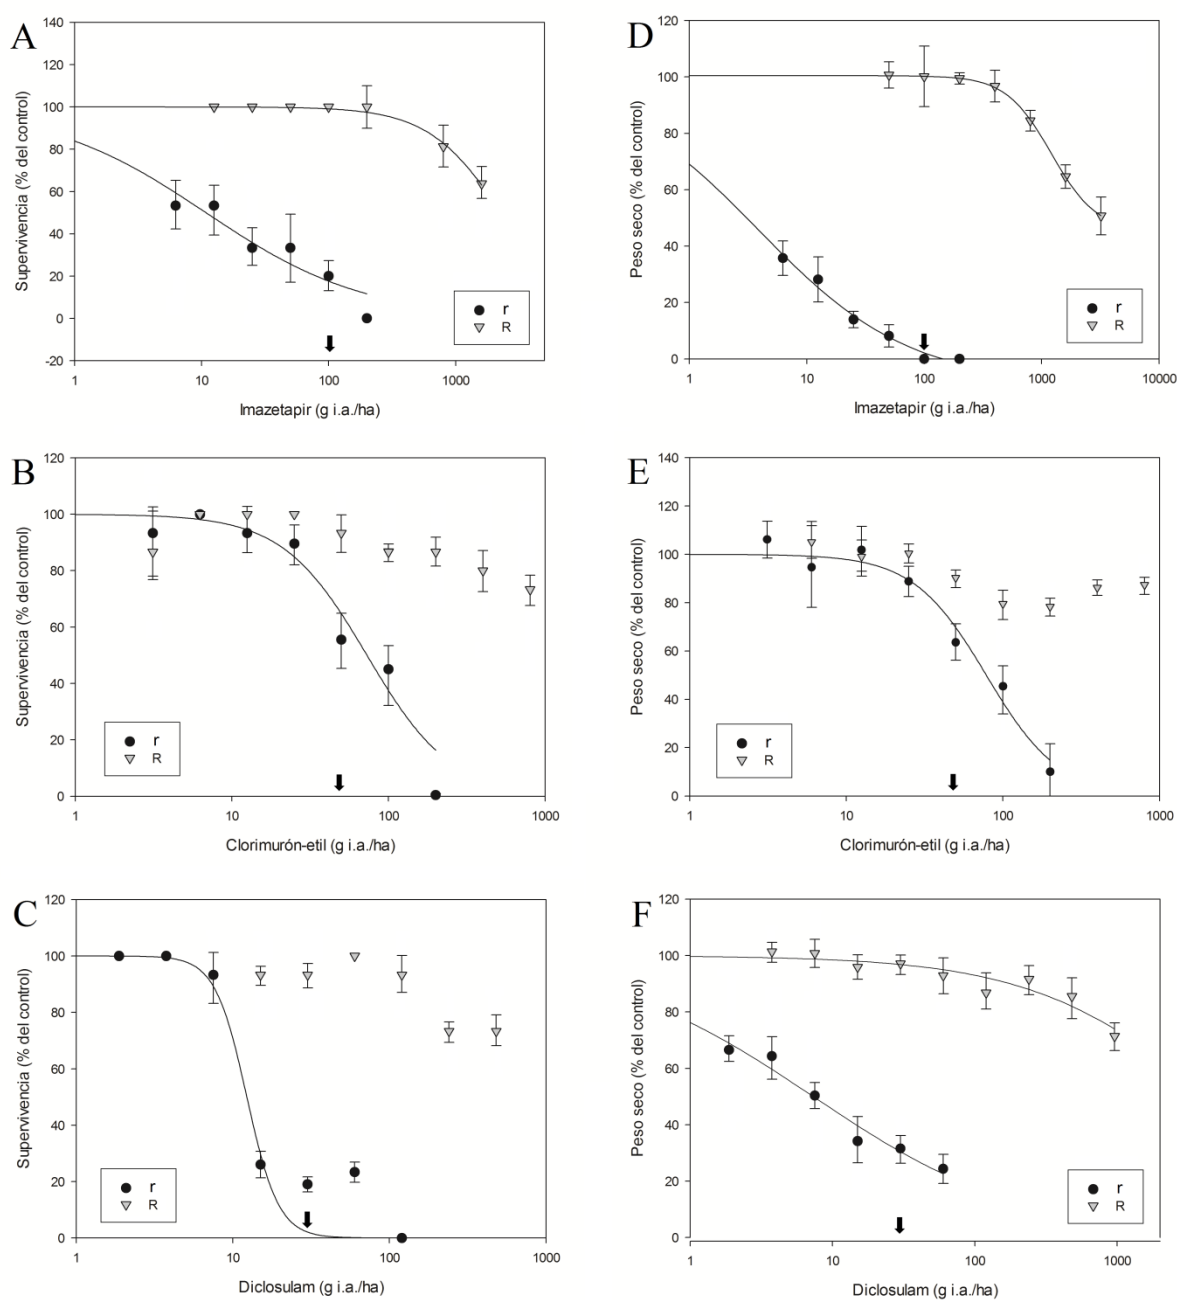 A
140
120
100
80
60
40
20
0
-20
Supervivencia (% del control)
r
R
1 10 100 1000
Imazetapir (g i.a./ha)
D
120
100
80
60
40
20
0
Peso seco (% del control)
r
R
1 10 100 1000 10000
Imazetapir (g i.a./ha)
B
120
100
80
60
40
20
0
Supervivencia (% del control)
r
R
1 10 100 1000
Clorimurón-etil (g i.a./ha)
E
140
120
100
80
60
40
20
0
Peso seco (% del control)
r
R
1 10 100 1000
Clorimurón-etil (g i.a./ha)
C
120
100
80
60
40
20
0
Supervivencia (% del control)
r
R
1 10 100 1000
Diclosulam (g i.a./ha)
F
120
100
80
60
40
20
0
Peso seco (% del control)
r
R
1 10 100 1000
Diclosulam (g i.a./ha)